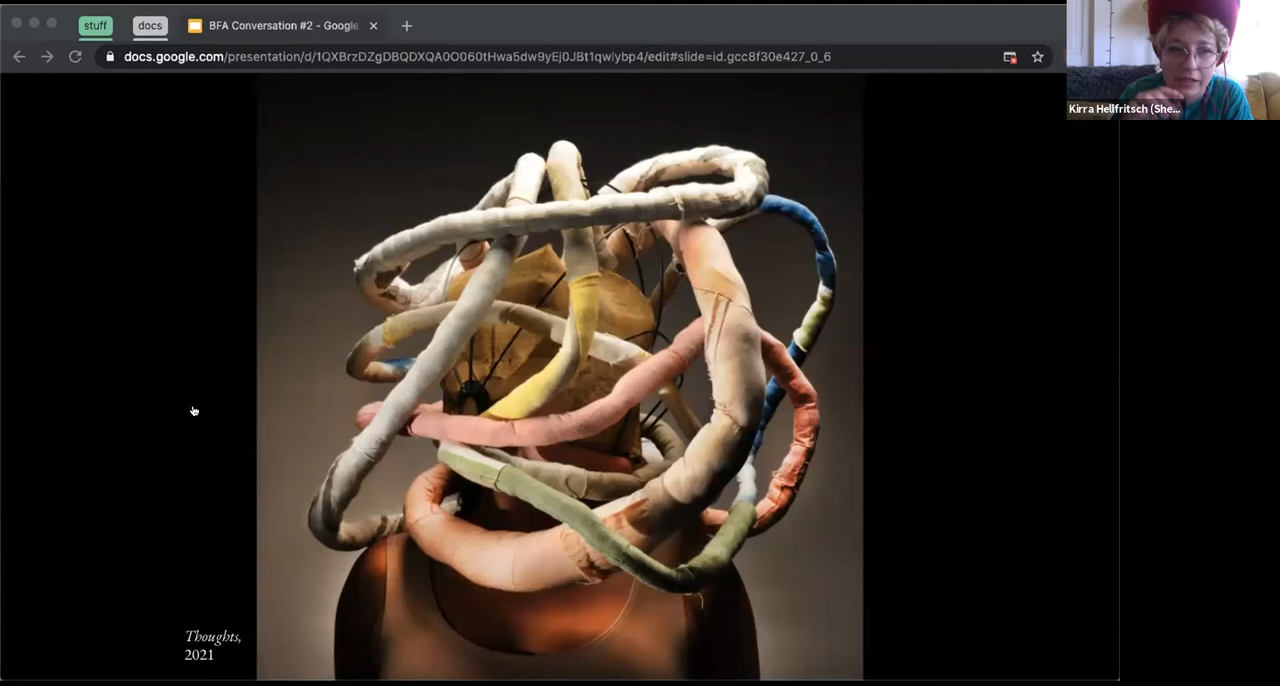 stuff
docs
BFA Conversation #2 - Google
docs.google.com/presentation/d/1QXBrzDZgDBQDXQA0O060tHwa5dw9yEj0JBt1qwiybp4/edit#slide=id.gcc8f30e427_0_6
Kirra Hellfritsch (She...
Thoughts,
2021